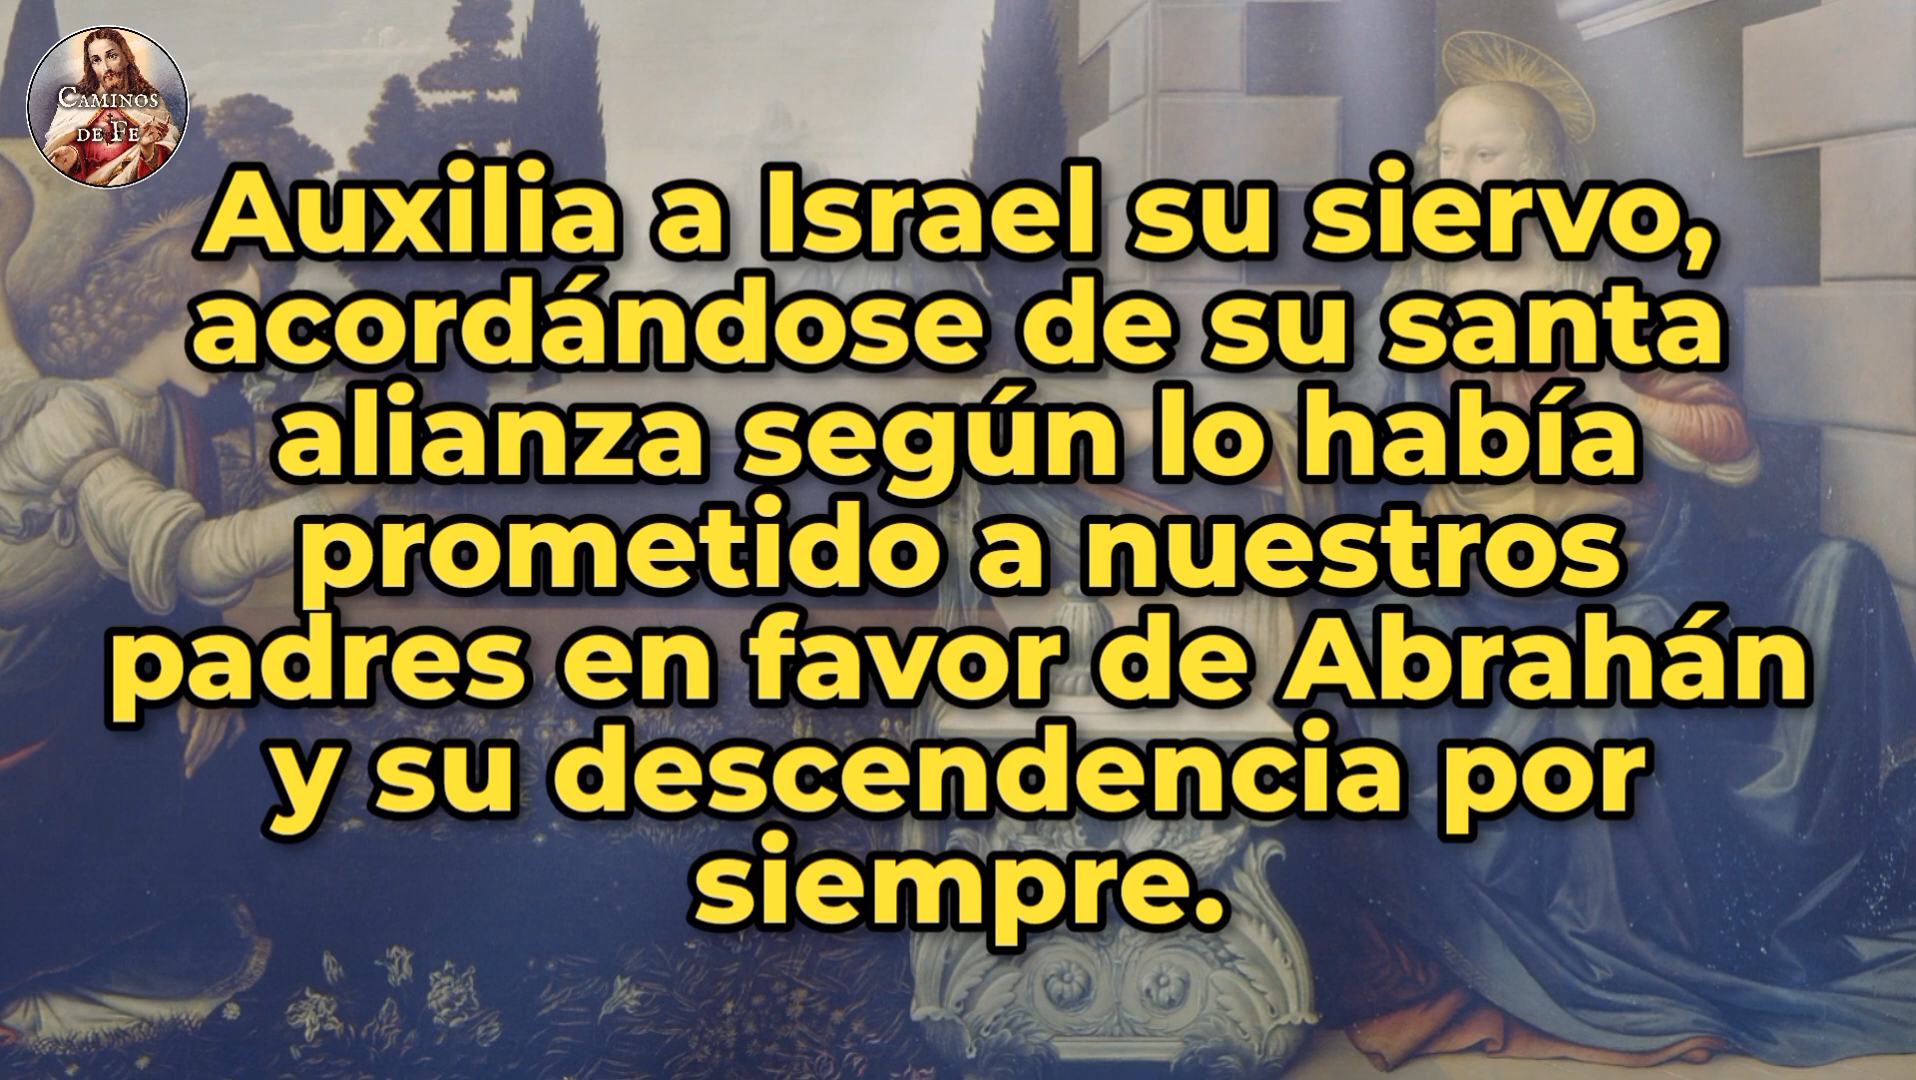 CAMINOS
DE FE
Auxilia a Israel su siervo,
acordándose de su santa
alianza según lo había
prometido a nuestros
padres en favor de Abrahán
y su descendencia por
siempre.